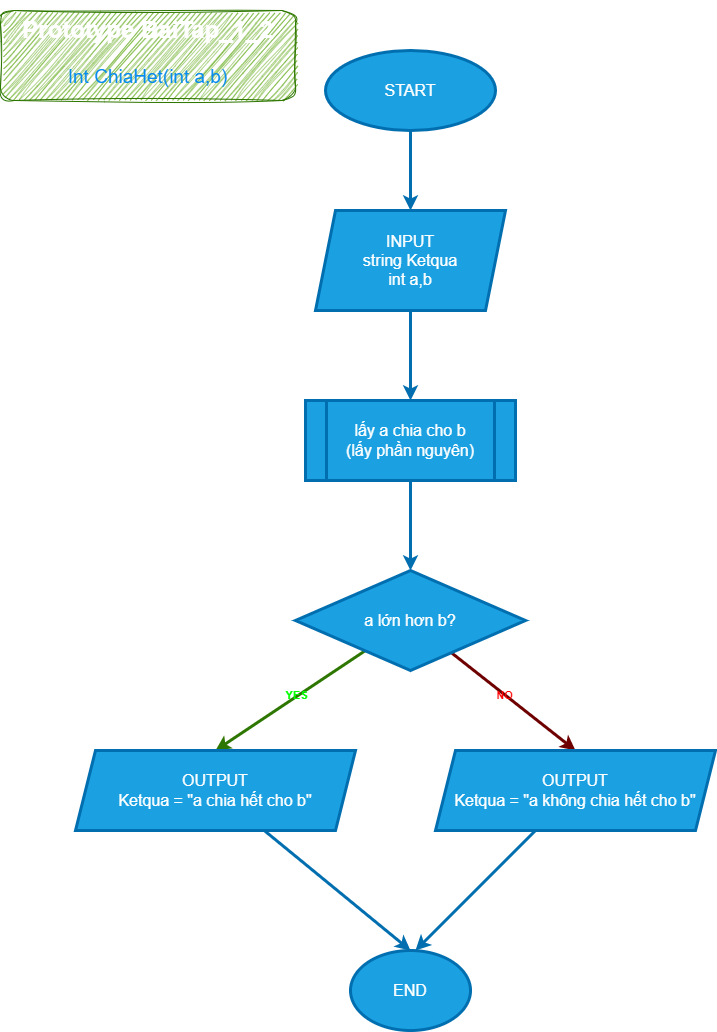 Prototype BaiTap_1_2
Int ChiaHet(int a,b)
START
INPUT
string Ketqua
int a,b
lấy a chia cho b
(lấy phần nguyên)
a lớn hơn b?
YES
NO
OUTPUT
Ketqua = "a chia hết cho b"
OUTPUT
Ketqua = "a không chia hết cho b"
END